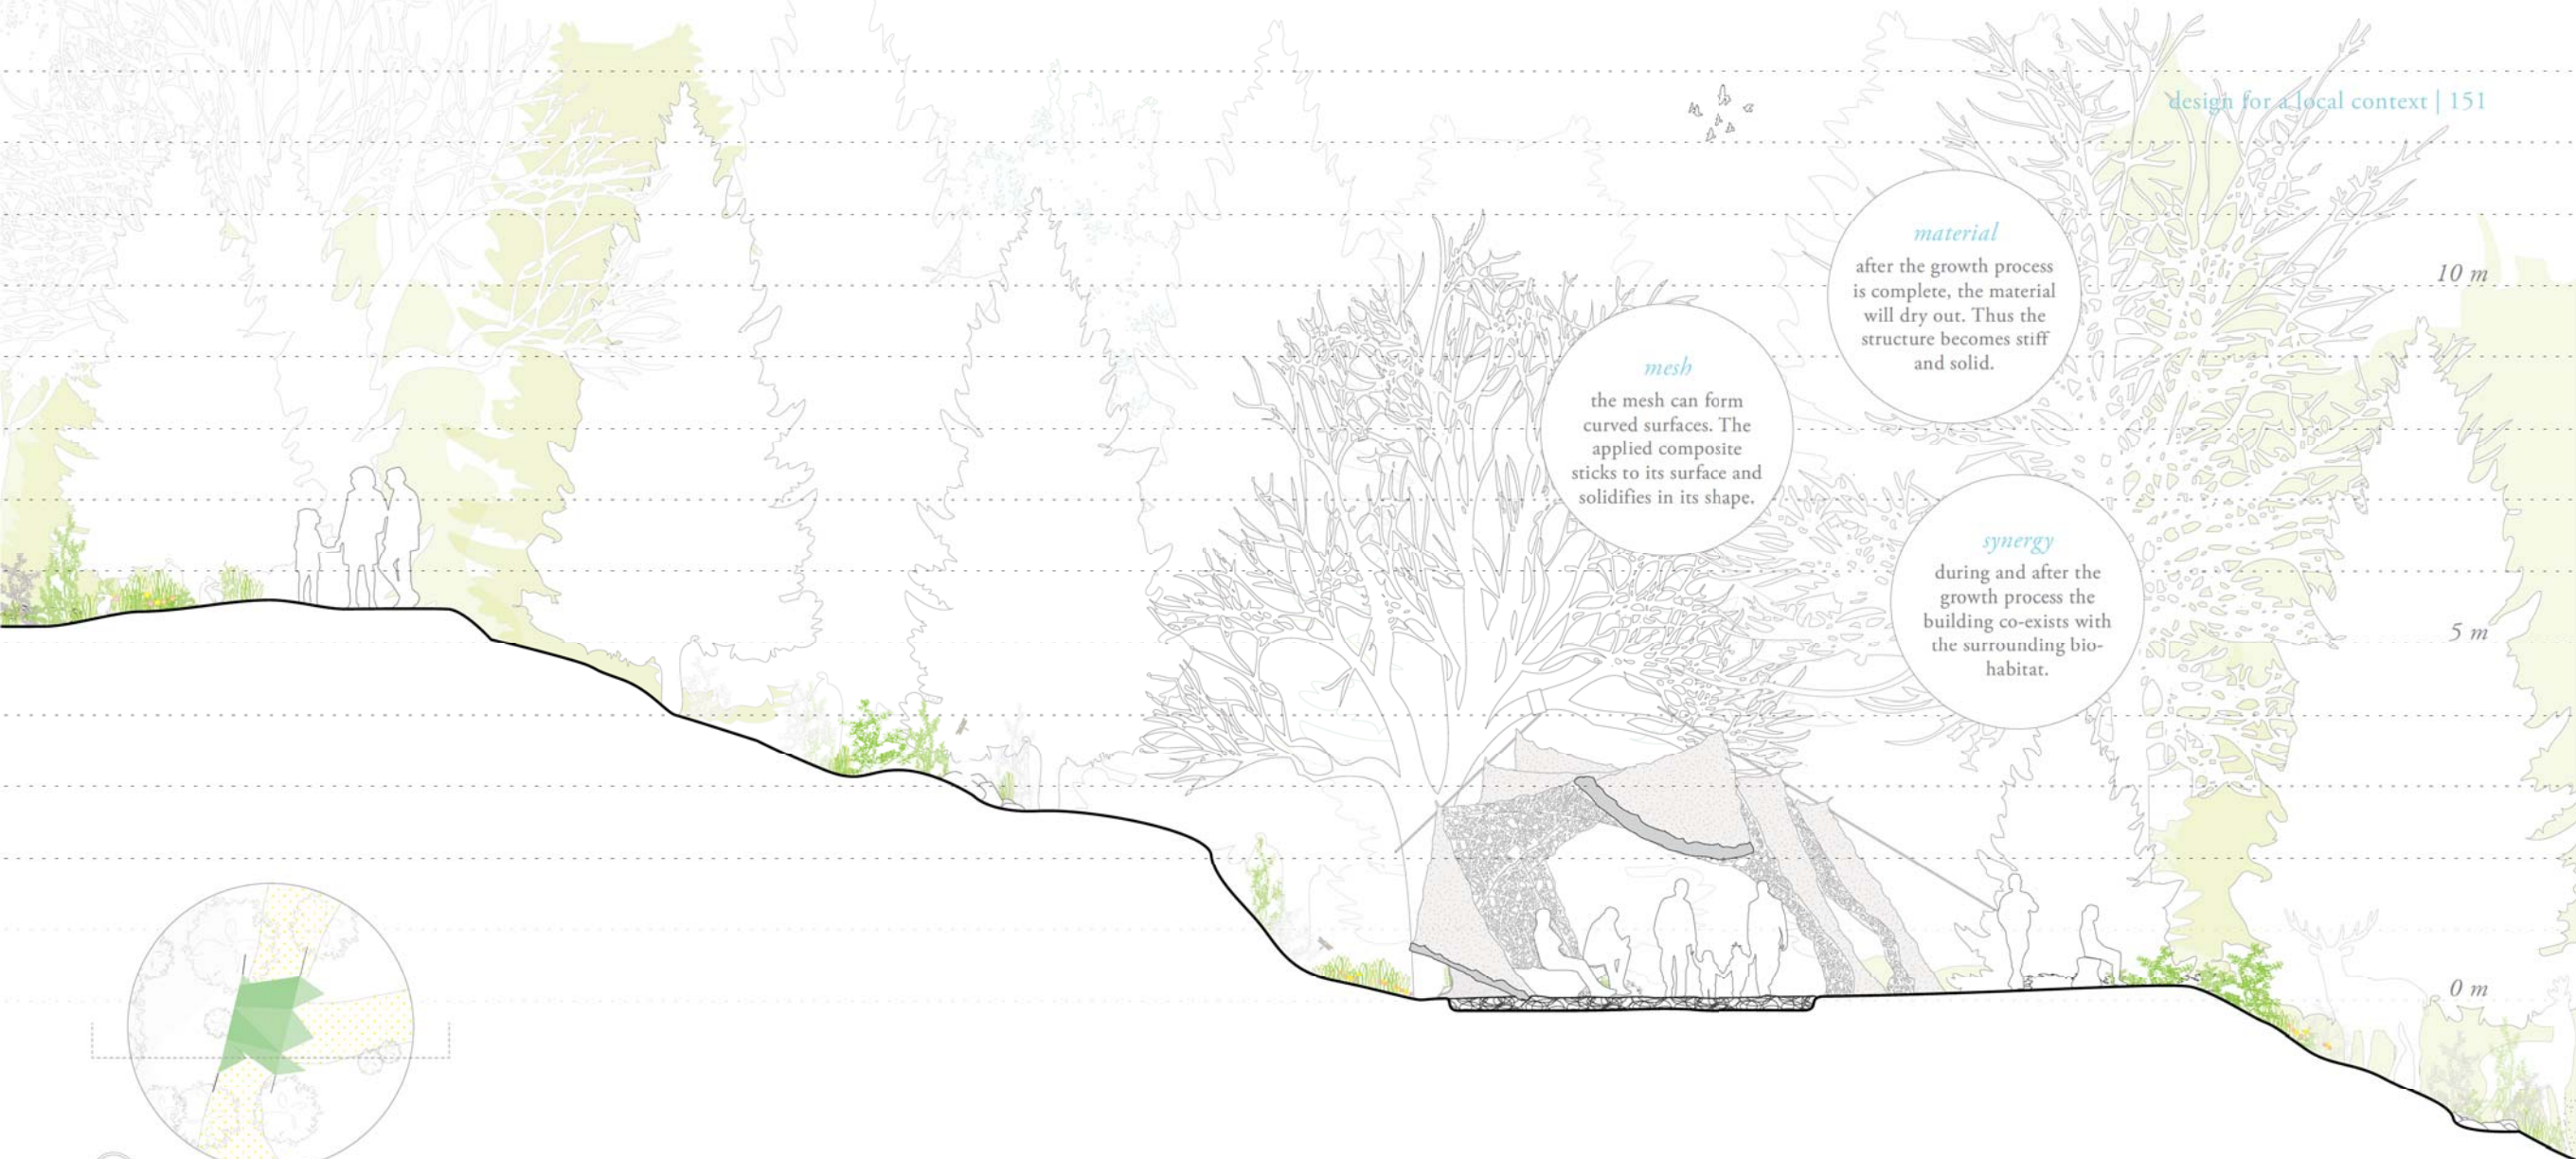 design for a local context | 151
material
after the growth process
is complete, the material
will dry out. Thus the
structure becomes stiff
and solid.
10 m
mesh
the mesh can form
curved surfaces. The
applied composite
sticks to its surface and
solidifies in its shape.
synergy
during and after the
growth process the
building co-exists with
the surrounding bio-
habitat.
5 m
0 m